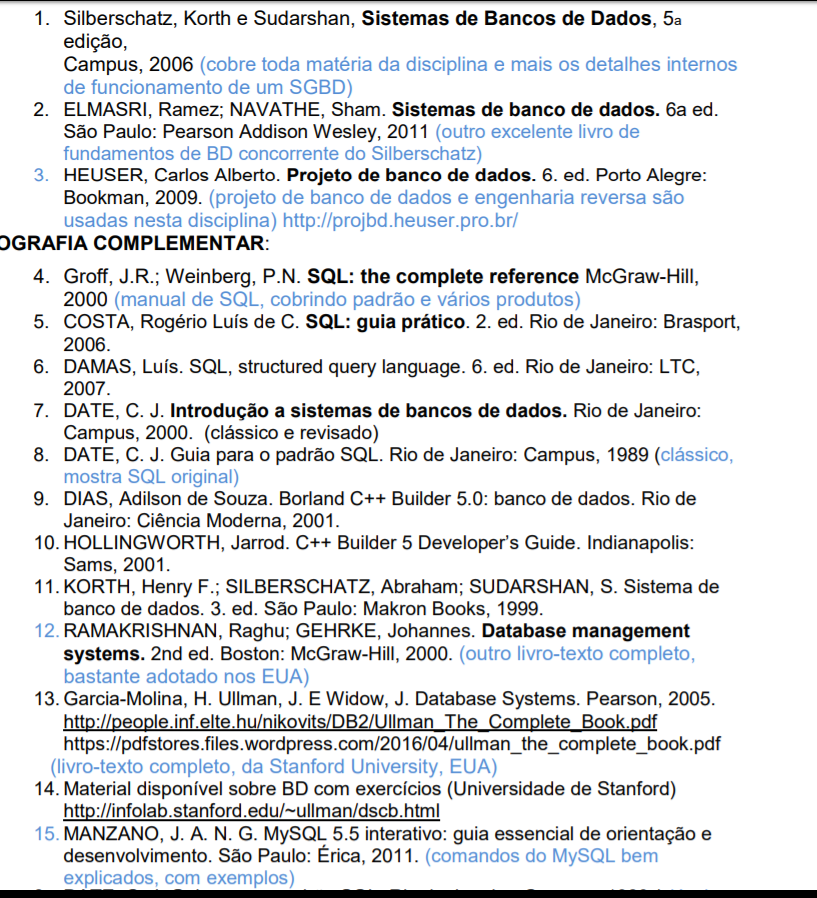 1. Silberschatz, Korth e Sudarshan, Sistemas de Bancos de Dados, 5a
edição,
Campus, 2006 (cobre toda matéria da disciplina e mais os detalhes internos
de funcionamento de um SGBD)
2. ELMASRI, Ramez; NAVATHE, Sham. Sistemas de banco de dados. 6a ed.
São Paulo: Pearson Addison Wesley, 2011 (outro excelente livro de
fundamentos de BD concorrente do Silberschatz)
3. HEUSER, Carlos Alberto. Projeto de banco de dados. 6. ed. Porto Alegre:
Bookman, 2009. (projeto de banco de dados e engenharia reversa são
usadas nesta disciplina) http://projbd.heuser.pro.br/
OGRAFIA COMPLEMENTAR:
4. Groff, J.R.; Weinberg, P.N. SQL: the complete reference McGraw-Hill,
2000 (manual de SQL, cobrindo padrão e vários produtos)
5. COSTA, Rogério Luís de C. SQL: guia prático. 2. ed. Rio de Janeiro: Brasport,
2006.
6. DAMAS, Luís. SQL, structured query language. 6. ed. Rio de Janeiro: LTC,
2007.
7. DATE, C. J. Introdução a sistemas de bancos de dados. Rio de Janeiro:
Campus, 2000. (clássico e revisado)
8. DATE, C. J. Guia para o padrão SQL. Rio de Janeiro: Campus, 1989 (clássico,
mostra SQL original)
9. DIAS, Adilson de Souza. Borland C++ Builder 5.0: banco de dados. Rio de
Janeiro: Ciência Moderna, 2001.
10. HOLLINGWORTH, Jarrod. C++ Builder 5 Developer's Guide. Indianapolis:
Sams, 2001.
11. KORTH, Henry F.; SILBERSCHATZ, Abraham; SUDARSHAN, S. Sistema de
banco de dados. 3. ed. São Paulo: Makron Books, 1999.
12. RAMAKRISHNAN, Raghu; GEHRKE, Johannes. Database management
systems. 2nd ed. Boston: McGraw-Hill, 2000. (outro livro-texto completo,
bastante adotado nos EUA)
13. Garcia-Molina, H. Ullman, J. E Widow, J. Database Systems. Pearson, 2005.
http://people.inf.elte.hu/nikovits/DB2/Ullman_The_Complete_Book.pdf
https://pdfstores.files.wordpress.com/2016/04/ullman_the_complete_book.pdf
(livro-texto completo, da Stanford University, EUA)
14. Material disponível sobre BD com exercícios (Universidade de Stanford)
http://infolab.stanford.edu/~ullman/dscb.html
15. MANZANO, J. A. N. G. MySQL 5.5 interativo: guia essencial de orientação e
desenvolvimento. São Paulo: Érica, 2011. (comandos do MySQL bem
explicados, com exemplos)